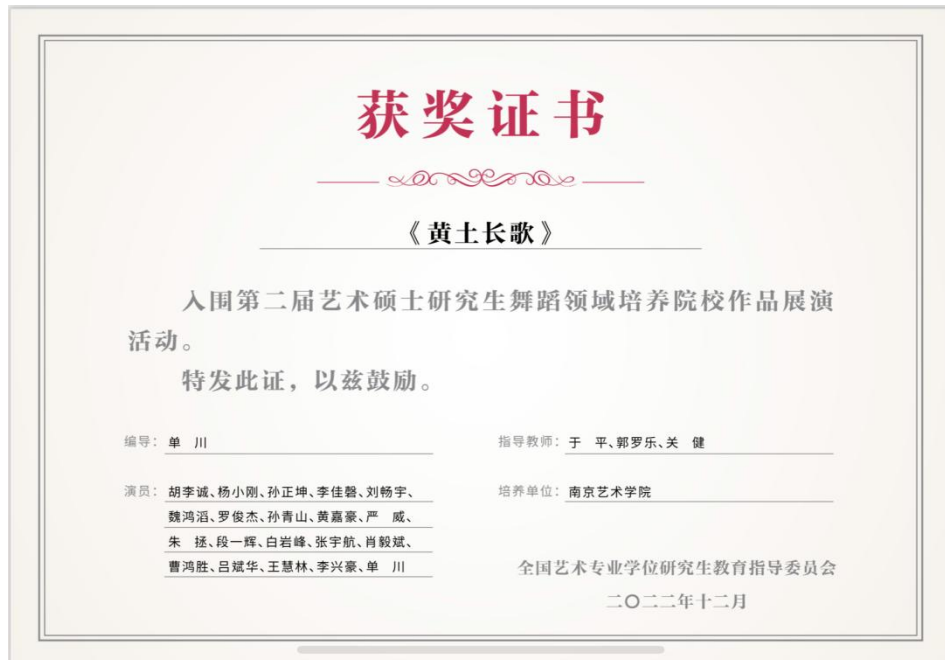 获奖证书
《黄土长歌》
入围第二届艺术硕士研究生舞蹈领域培养院校作品展演
活动。
特发此证，以兹鼓励。
编导：单　川
指导教师：于　平、郭罗乐、关　健
演员：胡李诚、杨小刚、孙正坤、李佳磬、刘畅宇、
魏鸿滔、罗俊杰、孙青山、黄嘉豪、严　威、
朱　拯、段一辉、白岩峰、张宇航、肖毅斌、
曹鸿胜、吕斌华、王慧林、李兴豪、单　川
培养单位：南京艺术学院
全国艺术专业学位研究生教育指导委员会
二〇二二年十二月